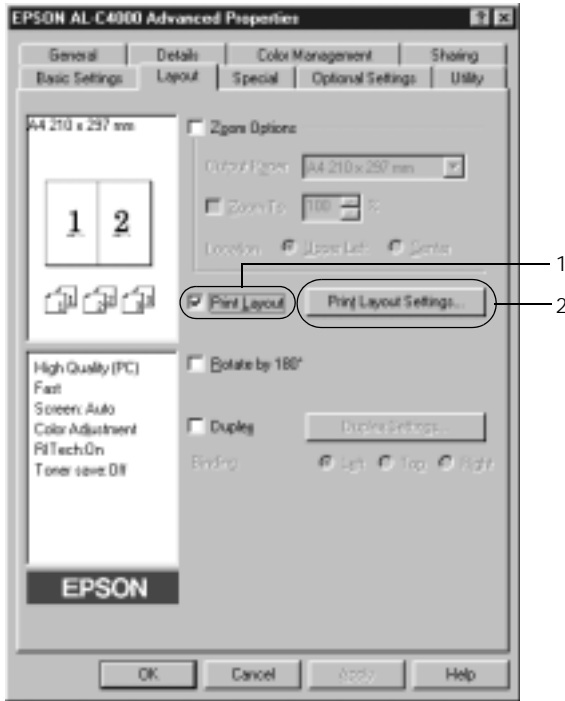 EPSON AL-C4000 Advanced Properties
General Details Color Management Sharing
Basic Settings Layout Special Optional Settings Utility
A4 210 x 297 mm
1 2
Zoom Options
Output Paper: A4 210 x 297 mm
Zoom To: 100 %
Location: Upper Left Center
Print Layout
Print Layout Settings...
1
2
High Quality (PC)
Fast
Screen: Auto
Color Adjustment
RITech:On
Toner save:Off
Rotate by 180°
Duplex
Duplex Settings...
Binding: Left Top Right
EPSON
OK Cancel Apply Help